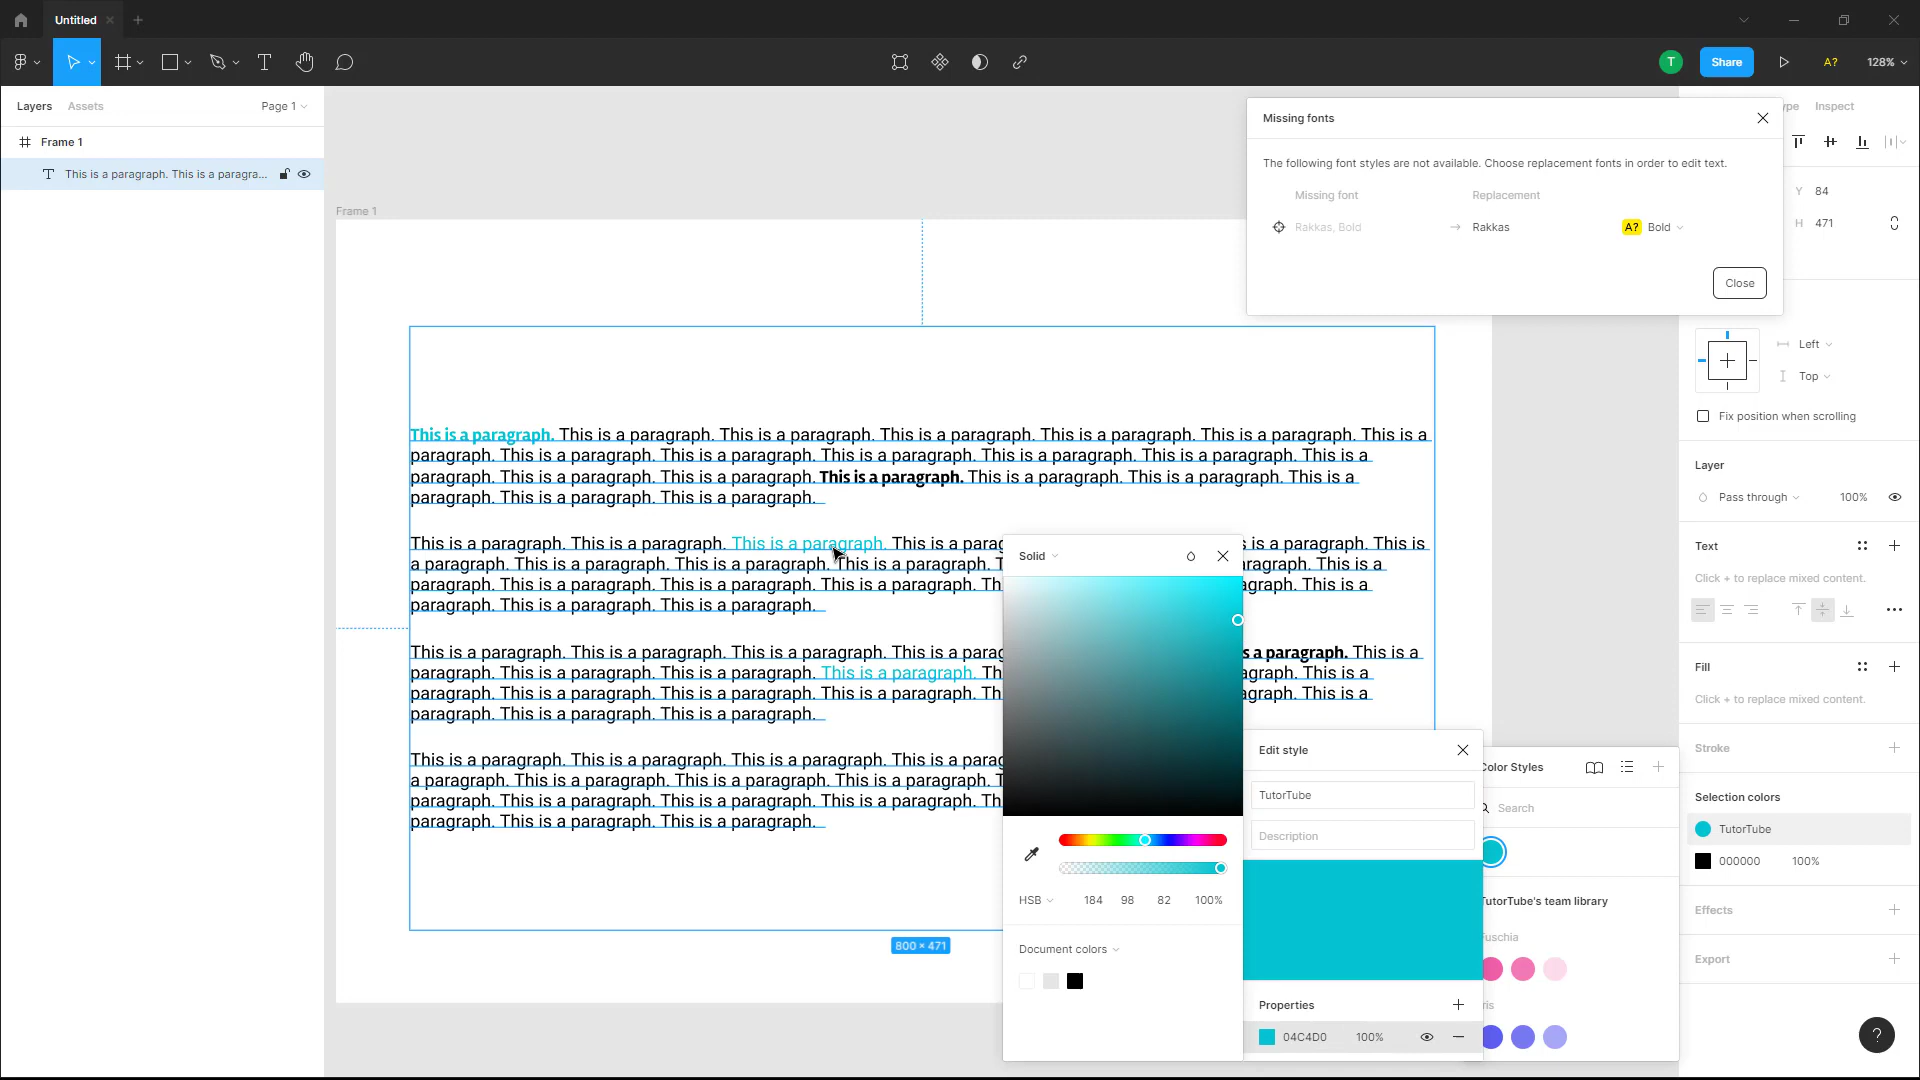 Untitled
Share
A?
128%
T
Layers
Assets
Page 1
Frame 1
This is a paragraph. This is a paragra...
Frame 1
Missing fonts
The following font styles are not available. Choose replacement fonts in order to edit text.
Missing font
Replacement
Rakkas, Bold
Rakkas
A?
Bold
Close
This is a paragraph. This is a paragraph. This is a paragraph. This is a paragraph. This is a paragraph. This is a paragraph. This is a
paragraph. This is a paragraph. This is a paragraph. This is a paragraph. This is a paragraph. This is a paragraph. This is a
paragraph. This is a paragraph. This is a paragraph. This is a paragraph. This is a paragraph. This is a paragraph. This is a
paragraph. This is a paragraph. This is a paragraph.
This is a paragraph. This is a paragraph. This is a paragraph. This is a parag
s is a paragraph. This is
a paragraph. This is a paragraph. This is a paragraph. This is a paragraph. T
aragraph. This is a
paragraph. This is a paragraph. This is a paragraph. This is a paragraph. Thi
agraph. This is a
paragraph. This is a paragraph. This is a paragraph.
This is a paragraph. This is a paragraph. This is a paragraph. This is a parag
s a paragraph. This is a
paragraph. This is a paragraph. This is a paragraph. This is a paragraph. Th
agraph. This is a
paragraph. This is a paragraph. This is a paragraph. This is a paragraph. Thi
agraph. This is a
paragraph. This is a paragraph. This is a paragraph.
This is a paragraph. This is a paragraph. This is a paragraph. This is a parag
a paragraph. This is a paragraph. This is a paragraph. This is a paragraph. T
paragraph. This is a paragraph. This is a paragraph. This is a paragraph. Thi
paragraph. This is a paragraph. This is a paragraph.
800 × 471
Solid
HSB
184
98
82
100%
Document colors
Edit style
TutorTube
Description
Properties
04C4D0
100%
Color Styles
Search
TutorTube's team library
Fuschia
ris
ype
Inspect
Y
84
H
471
Left
Top
Fix position when scrolling
Layer
Pass through
100%
Text
Click + to replace mixed content.
Fill
Click + to replace mixed content.
Stroke
Selection colors
TutorTube
000000
100%
Effects
Export
?